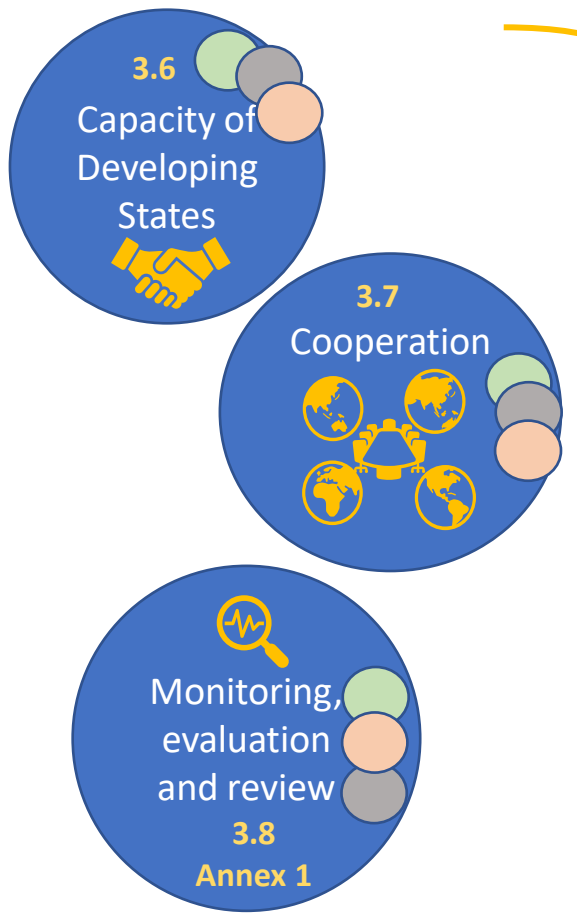 3.6
Capacity of
Developing
States
3.7
Cooperation
Monitoring,
evaluation
and review
3.8
Annex 1